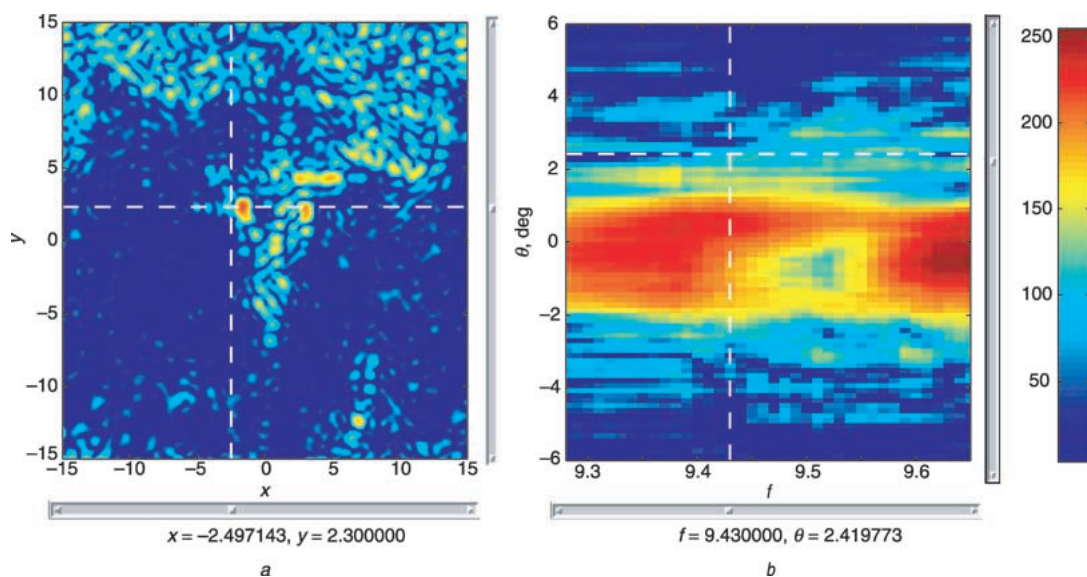 15
10
5
0
−5
−10
−15
y
−15 −10 −5 0 5 10 15
x
x = −2.497143, y = 2.300000
a
6
4
2
0
−2
−4
−6
θ, deg
9.3 9.4 9.5 9.6
f
f = 9.430000, θ = 2.419773
b
250
200
150
100
50